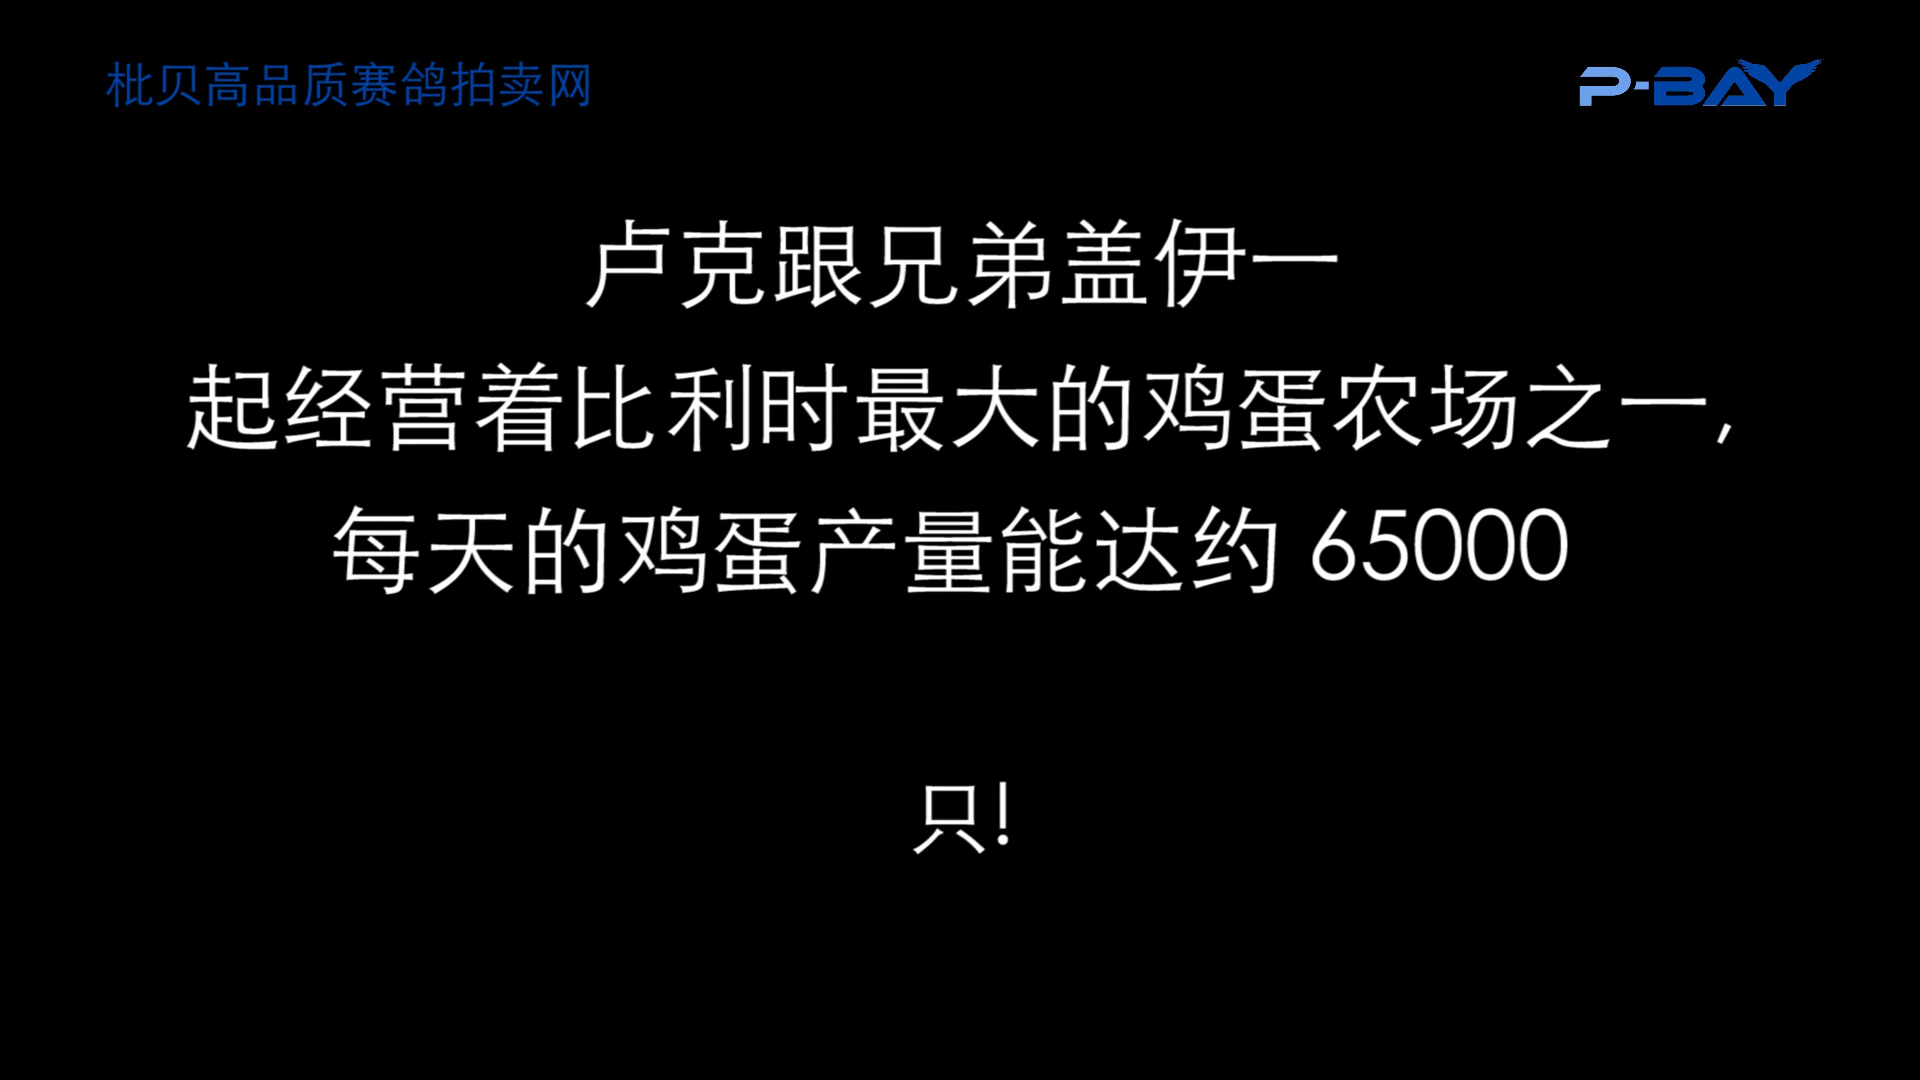 枇贝高品质赛鸽拍卖网
P-BAY
卢克跟兄弟盖伊一
起经营着比利时最大的鸡蛋农场之一,
每天的鸡蛋产量能达约 65000
只!